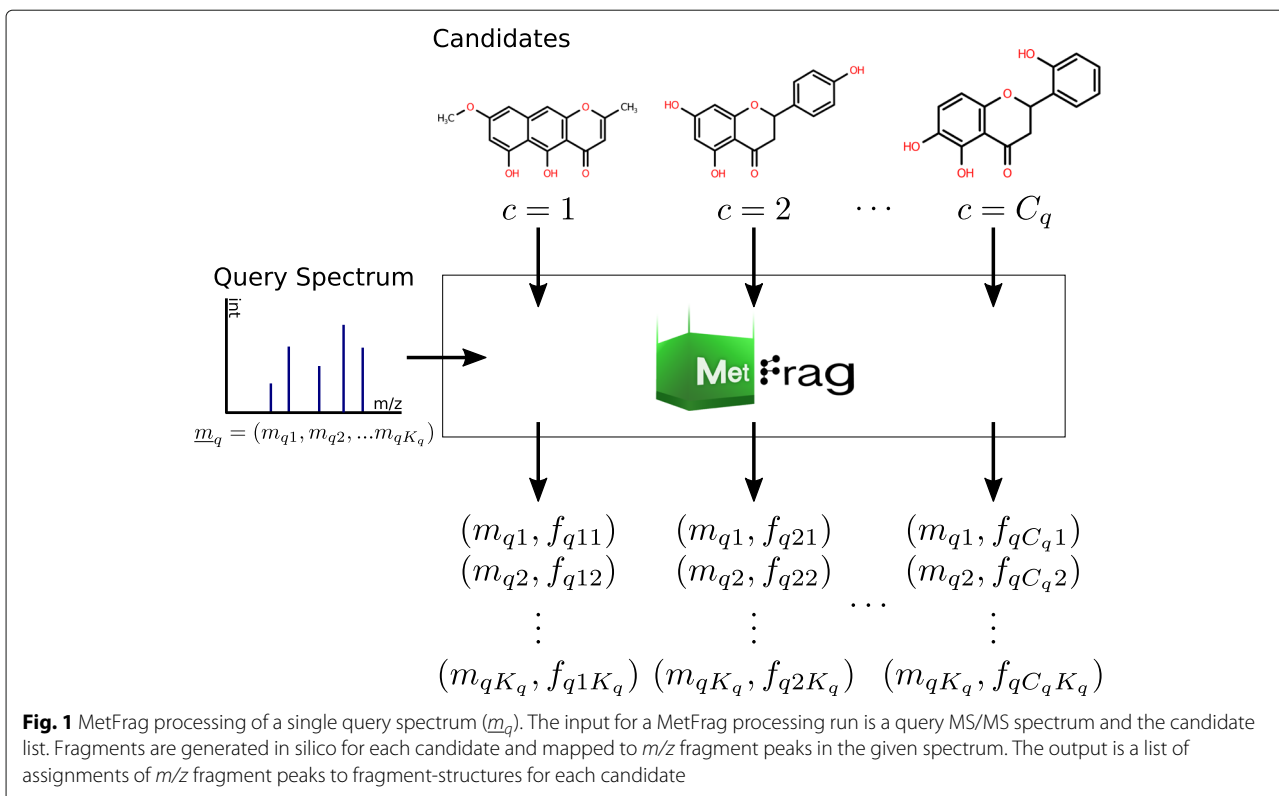 Candidates
H₃C O O CH₃
OH OH O
HO O OH
OH O
HO O
HO OH O
c = 1 c = 2 ⋯ c = C_q
Query Spectrum
int
m/z
m_q = (m_q1, m_q2, ...m_qK_q)
Met Frag
(m_q1, f_q11) (m_q1, f_q21) (m_q1, f_qC_q1)
(m_q2, f_q12) (m_q2, f_q22) (m_q2, f_qC_q2)
⋮ ⋮ ⋯ ⋮
(m_qK_q, f_q1K_q) (m_qK_q, f_q2K_q) (m_qK_q, f_qC_qK_q)
Fig. 1 MetFrag processing of a single query spectrum (m_q). The input for a MetFrag processing run is a query MS/MS spectrum and the candidate
list. Fragments are generated in silico for each candidate and mapped to m/z fragment peaks in the given spectrum. The output is a list of
assignments of m/z fragment peaks to fragment-structures for each candidate